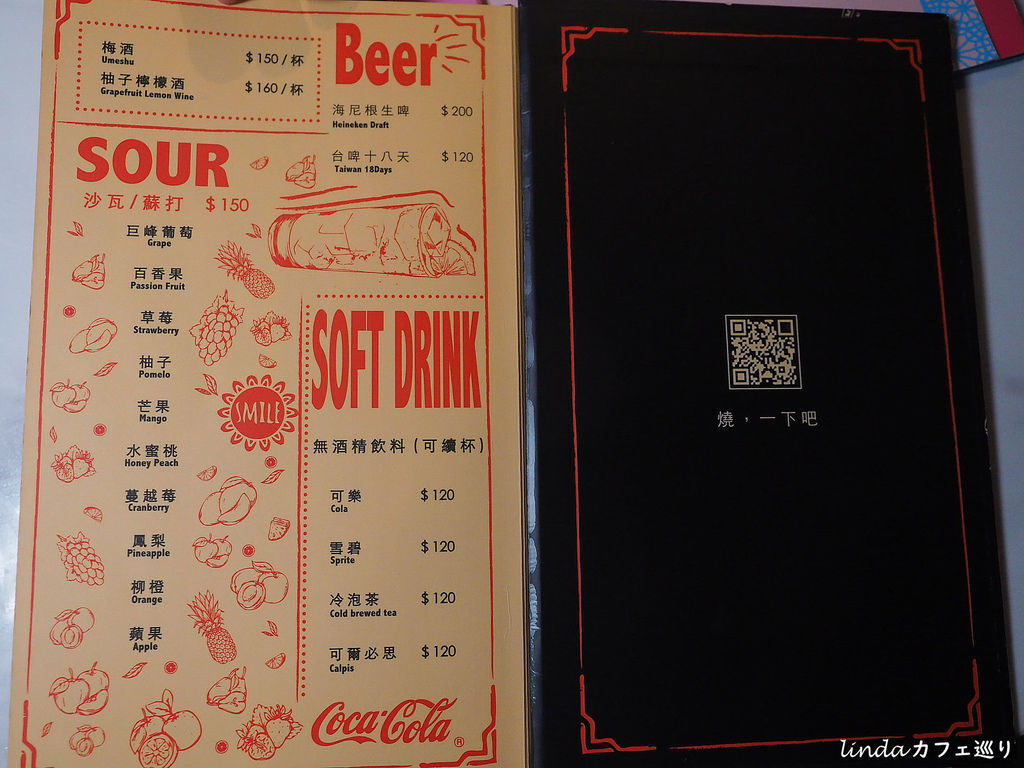 梅酒 $150/杯
Umeshu
柚子檸檬酒 $160/杯
Grapefruit Lemon Wine
Beer
海尼根生啤 $200
Heineken Draft
台啤十八天 $120
Taiwan 18Days
SOUR
沙瓦/蘇打 $150
巨峰葡萄
Grape
百香果
Passion Fruit
草莓
Strawberry
柚子
Pomelo
芒果
Mango
水蜜桃
Honey Peach
蔓越莓
Cranberry
鳳梨
Pineapple
柳橙
Orange
蘋果
Apple
SMILE
SOFT DRINK
無酒精飲料(可續杯)
可樂 $120
Cola
雪碧 $120
Sprite
冷泡茶 $120
Cold brewed tea
可爾必思 $120
Calpis
Coca-Cola®
燒，一下吧
lindaカフェ巡り